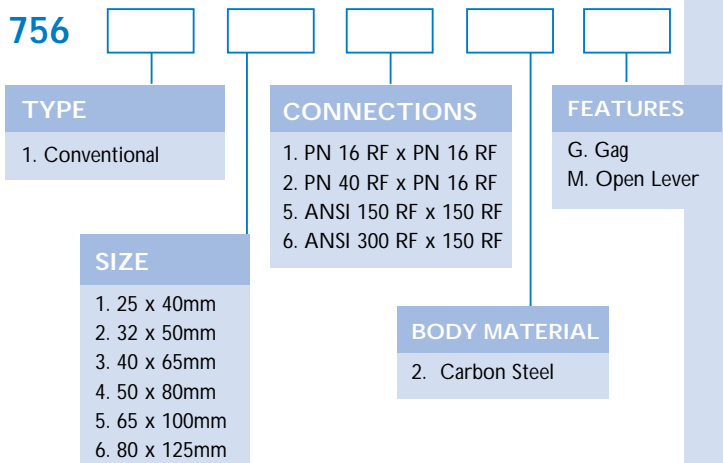 756
TYPE
1. Conventional
CONNECTIONS
1. PN 16 RF x PN 16 RF
2. PN 40 RF x PN 16 RF
5. ANSI 150 RF x 150 RF
6. ANSI 300 RF x 150 RF
FEATURES
G. Gag
M. Open Lever
SIZE
1. 25 x 40mm
2. 32 x 50mm
3. 40 x 65mm
4. 50 x 80mm
5. 65 x 100mm
6. 80 x 125mm
BODY MATERIAL
2. Carbon Steel